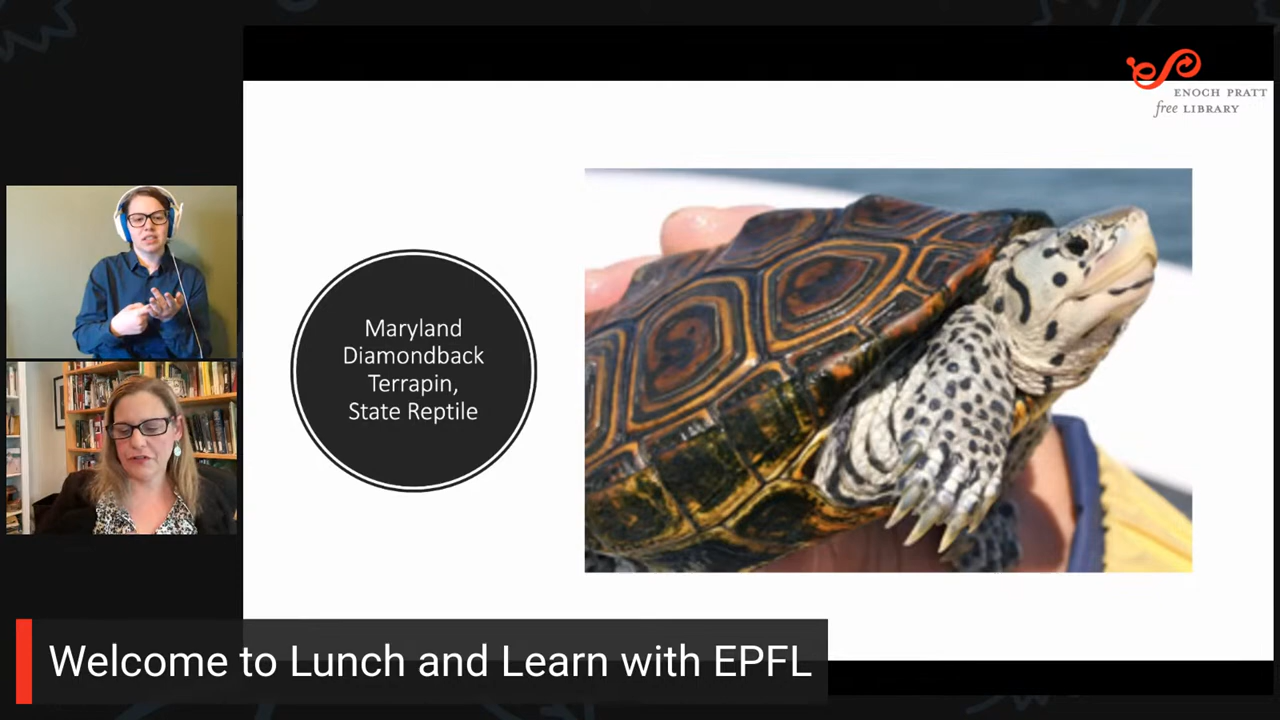 ENOCH PRATT
free LIBRARY
Maryland
Diamondback
Terrapin,
State Reptile
Welcome to Lunch and Learn with EPFL